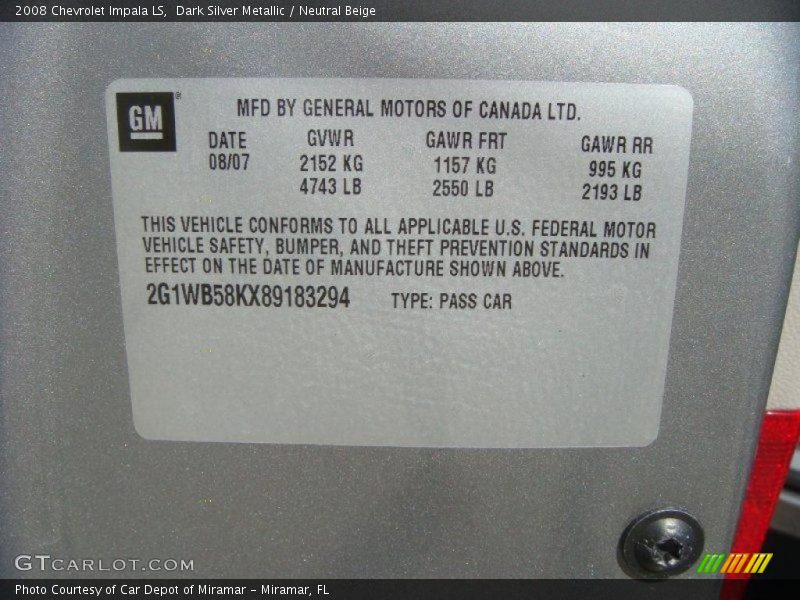 2008 Chevrolet Impala LS,  Dark Silver Metallic / Neutral Beige
GM®
MFD BY GENERAL MOTORS OF CANADA LTD.
DATE GVWR GAWR FRT GAWR RR
08/07 2152 KG 1157 KG 995 KG
4743 LB 2550 LB 2193 LB
THIS VEHICLE CONFORMS TO ALL APPLICABLE U.S. FEDERAL MOTOR
VEHICLE SAFETY, BUMPER, AND THEFT PREVENTION STANDARDS IN
EFFECT ON THE DATE OF MANUFACTURE SHOWN ABOVE.
2G1WB58KX89183294 TYPE: PASS CAR
GTCARLOT.COM
Photo Courtesy of Car Depot of Miramar - Miramar, FL